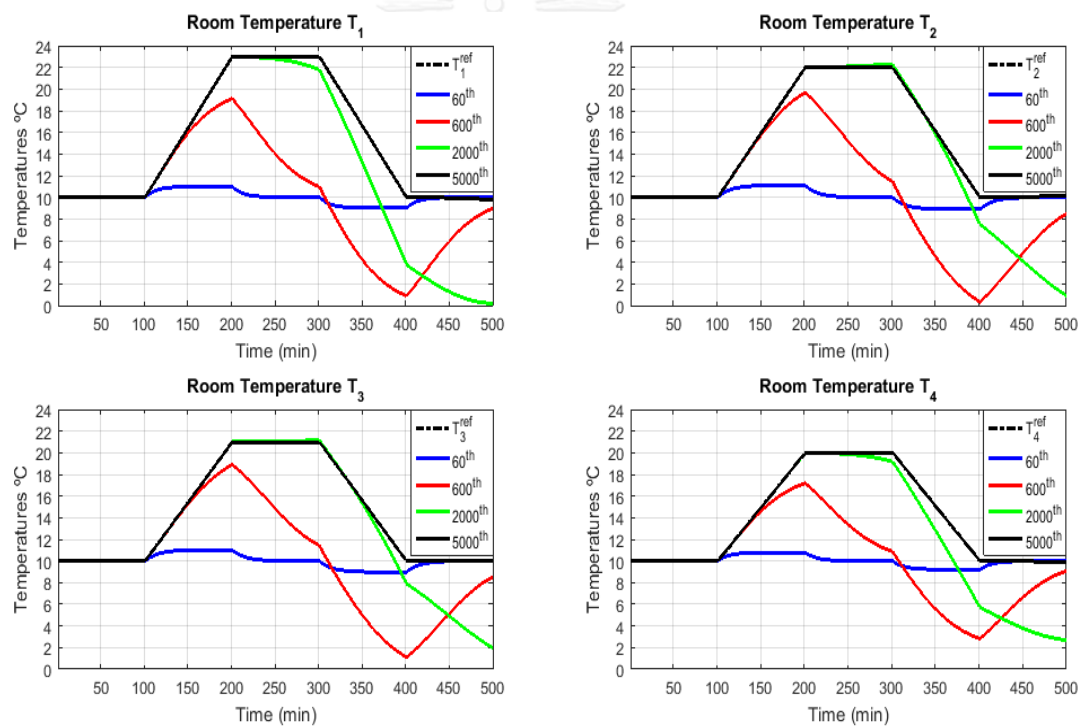 Room Temperature T1
Temperatures ºC
24
22
20
18
16
14
12
10
8
6
4
2
0
50 100 150 200 250 300 350 400 450 500
Time (min)
T1ref
60th
600th
2000th
5000th
Room Temperature T2
Temperatures ºC
24
22
20
18
16
14
12
10
8
6
4
2
0
50 100 150 200 250 300 350 400 450 500
Time (min)
T2ref
60th
600th
2000th
5000th
Room Temperature T3
Temperatures ºC
24
22
20
18
16
14
12
10
8
6
4
2
0
50 100 150 200 250 300 350 400 450 500
Time (min)
T3ref
60th
600th
2000th
5000th
Room Temperature T4
Temperatures ºC
24
22
20
18
16
14
12
10
8
6
4
2
0
50 100 150 200 250 300 350 400 450 500
Time (min)
T4ref
60th
600th
2000th
5000th